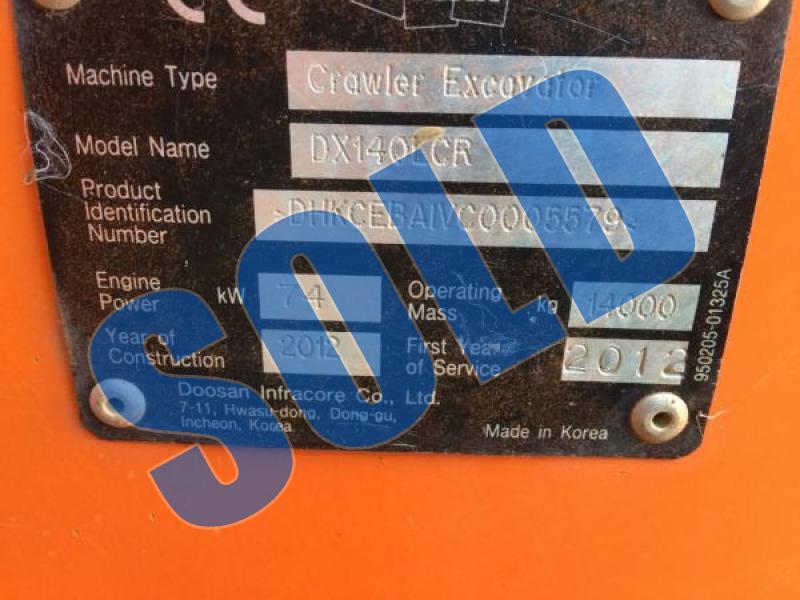 CE
Machine Type Crawler Excavator
Model Name DX140LCR
Product
Identification >DHKCEBAIVC0005579<
Number
Engine
Power kW 74 Operating
Mass kg 14000
Year of
Construction 2012 First Year
of Service 2012
Doosan Infracore Co., Ltd.
7-11, Hwasu-dong, Dong-gu,
Incheon, Korea
Made in Korea
950205-01325A
SOLD